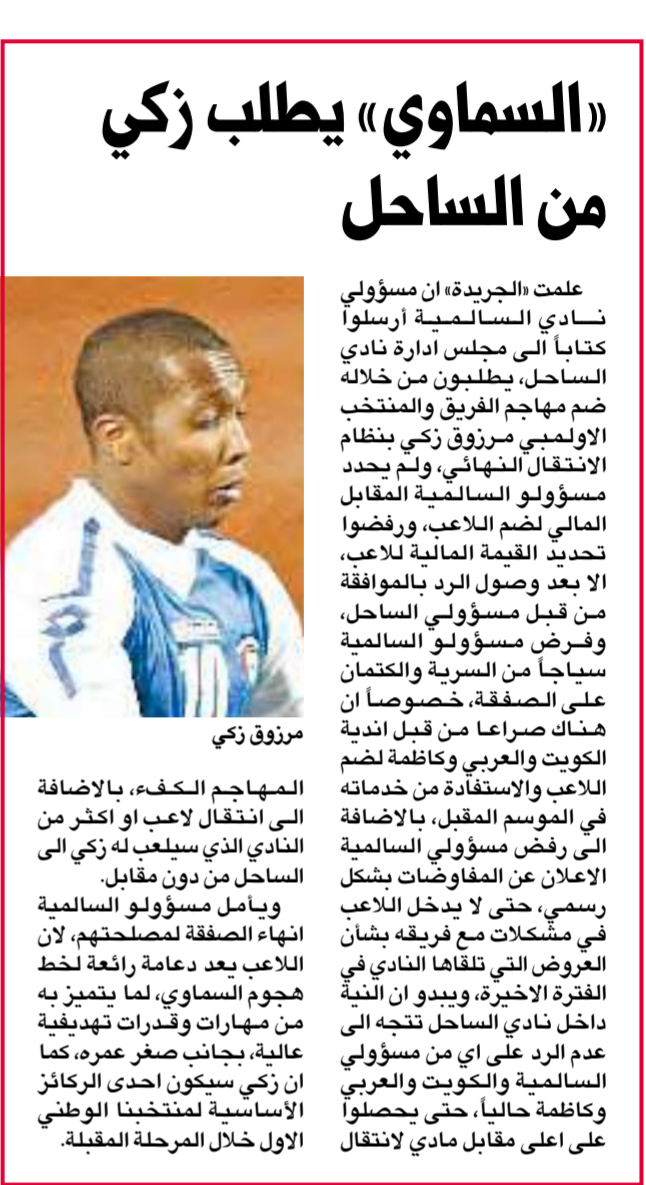 «السماوي» يطلب زكي
من الساحل
علمت «الجريدة» ان مسؤولي
نادي السالمية أرسلوا
كتاباً الى مجلس ادارة نادي
الساحل، يطلبون من خلاله
ضم مهاجم الفريق والمنتخب
الاولمبي مرزوق زكي بنظام
الانتقال النهائي، ولم يحدد
مسؤولو السالمية المقابل
المالي لضم اللاعب، ورفضوا
تحديد القيمة المالية للاعب،
الا بعد وصول الرد بالموافقة
من قبل مسؤولي الساحل،
وفرض مسؤولو السالمية
سياجاً من السرية والكتمان
على الصفقة، خصوصاً ان
هناك صراعا من قبل اندية
الكويت والعربي وكاظمة لضم
اللاعب والاستفادة من خدماته
في الموسم المقبل، بالاضافة
الى رفض مسؤولي السالمية
الاعلان عن المفاوضات بشكل
رسمي، حتى لا يدخل اللاعب
في مشكلات مع فريقه بشأن
العروض التي تلقاها النادي في
الفترة الاخيرة، ويبدو ان النية
داخل نادي الساحل تتجه الى
عدم الرد على اي من مسؤولي
السالمية والكويت والعربي
وكاظمة حالياً، حتى يحصلوا
على اعلى مقابل مادي لانتقال
مرزوق زكي
المهاجم الكفء، بالاضافة
الى انتقال لاعب او اكثر من
النادي الذي سيلعب له زكي الى
الساحل من دون مقابل.
ويأمل مسؤولو السالمية
انهاء الصفقة لمصلحتهم، لان
اللاعب يعد دعامة رائعة لخط
هجوم السماوي، لما يتميز به
من مهارات وقدرات تهديفية
عالية، بجانب صغر عمره، كما
ان زكي سيكون احدى الركائز
الأساسية لمنتخبنا الوطني
الاول خلال المرحلة المقبلة.